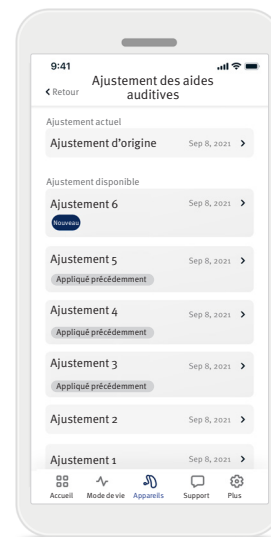 9:41
Retour
Ajustement des aides
auditives
Ajustement actuel
Ajustement d’origine Sep 8, 2021
Ajustement disponible
Ajustement 6 Sep 8, 2021
Nouveau
Ajustement 5 Sep 8, 2021
Appliqué précédemment
Ajustement 4 Sep 8, 2021
Appliqué précédemment
Ajustement 3 Sep 8, 2021
Appliqué précédemment
Ajustement 2 Sep 8, 2021
Ajustement 1 Sep 8, 2021
Accueil Mode de vie Appareils Support Plus